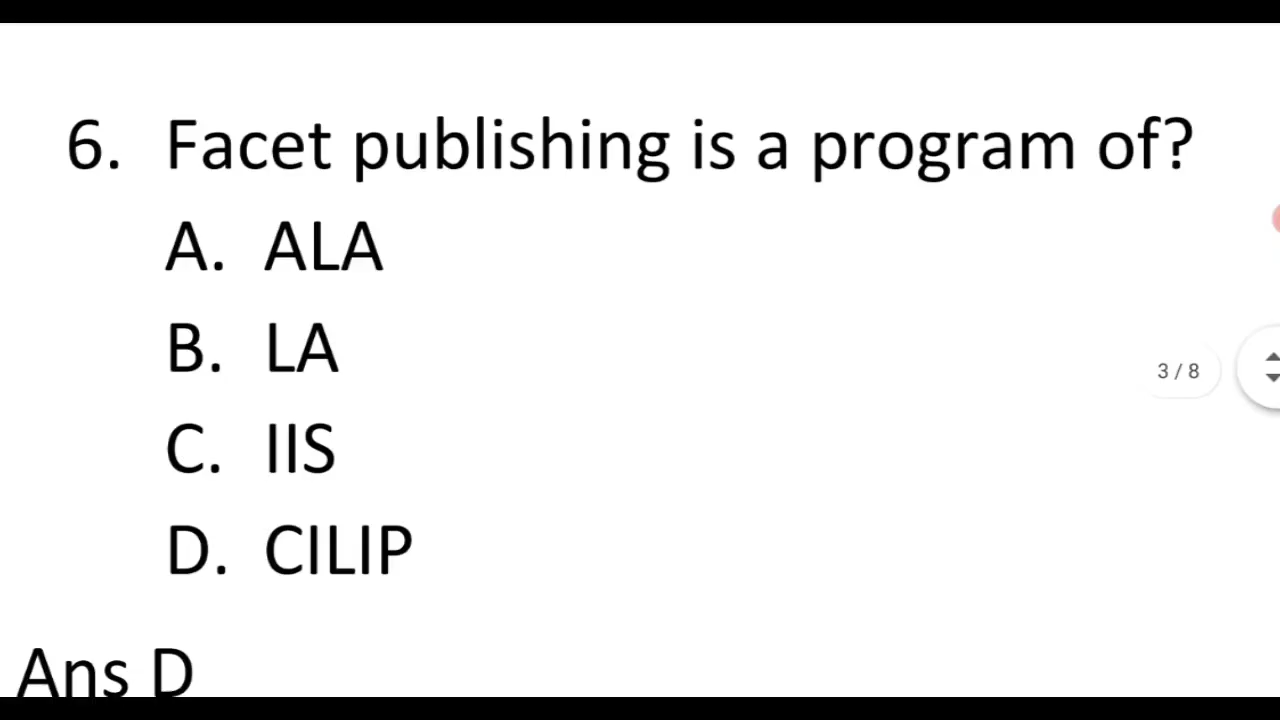 6. Facet publishing is a program of?
A. ALA
B. LA
3 / 8
C. IIS
D. CILIP
Ans D